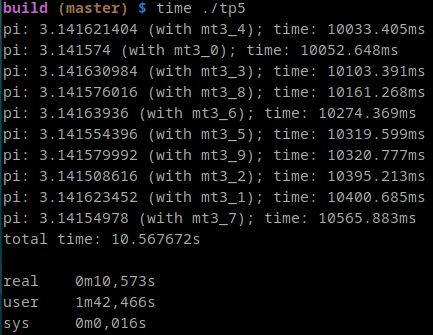 build (master) $ time ./tp5
pi: 3.141621404 (with mt3_4); time: 10033.405ms
pi: 3.141574 (with mt3_0); time: 10052.648ms
pi: 3.141630984 (with mt3_3); time: 10103.391ms
pi: 3.141576016 (with mt3_8); time: 10161.268ms
pi: 3.14163936 (with mt3_6); time: 10274.369ms
pi: 3.141554396 (with mt3_5); time: 10319.599ms
pi: 3.141579992 (with mt3_9); time: 10320.777ms
pi: 3.141508616 (with mt3_2); time: 10395.213ms
pi: 3.141623452 (with mt3_1); time: 10400.685ms
pi: 3.14154978 (with mt3_7); time: 10565.883ms
total time: 10.567672s
real 0m10,573s
user 1m42,466s
sys 0m0,016s